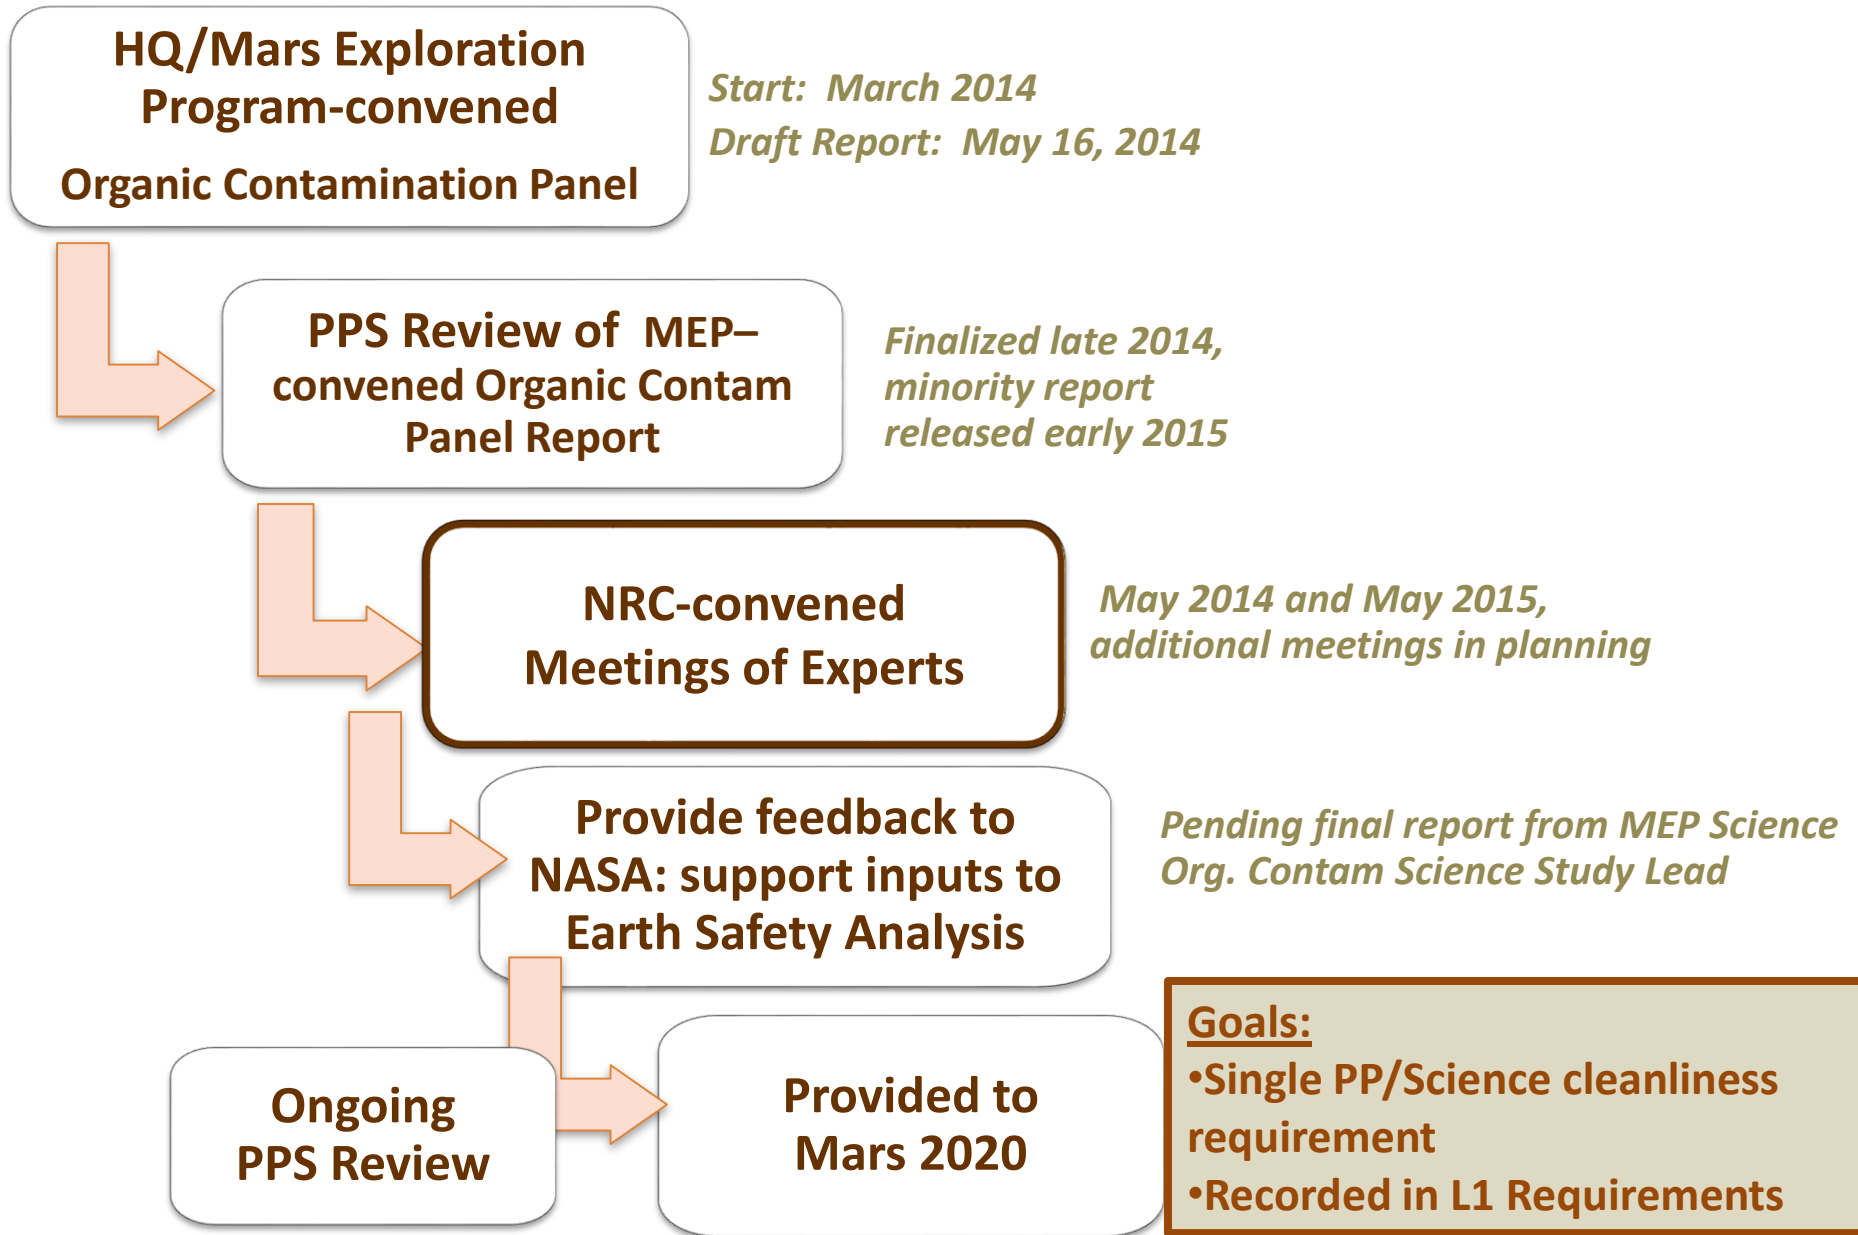 HQ/Mars Exploration
Program-convened
Organic Contamination Panel
Start: March 2014
Draft Report: May 16, 2014
PPS Review of MEP–
convened Organic Contam
Panel Report
Finalized late 2014,
minority report
released early 2015
NRC-convened
Meetings of Experts
May 2014 and May 2015,
additional meetings in planning
Provide feedback to
NASA: support inputs to
Earth Safety Analysis
Pending final report from MEP Science
Org. Contam Science Study Lead
Ongoing
PPS Review
Provided to
Mars 2020
Goals:
•Single PP/Science cleanliness
requirement
•Recorded in L1 Requirements